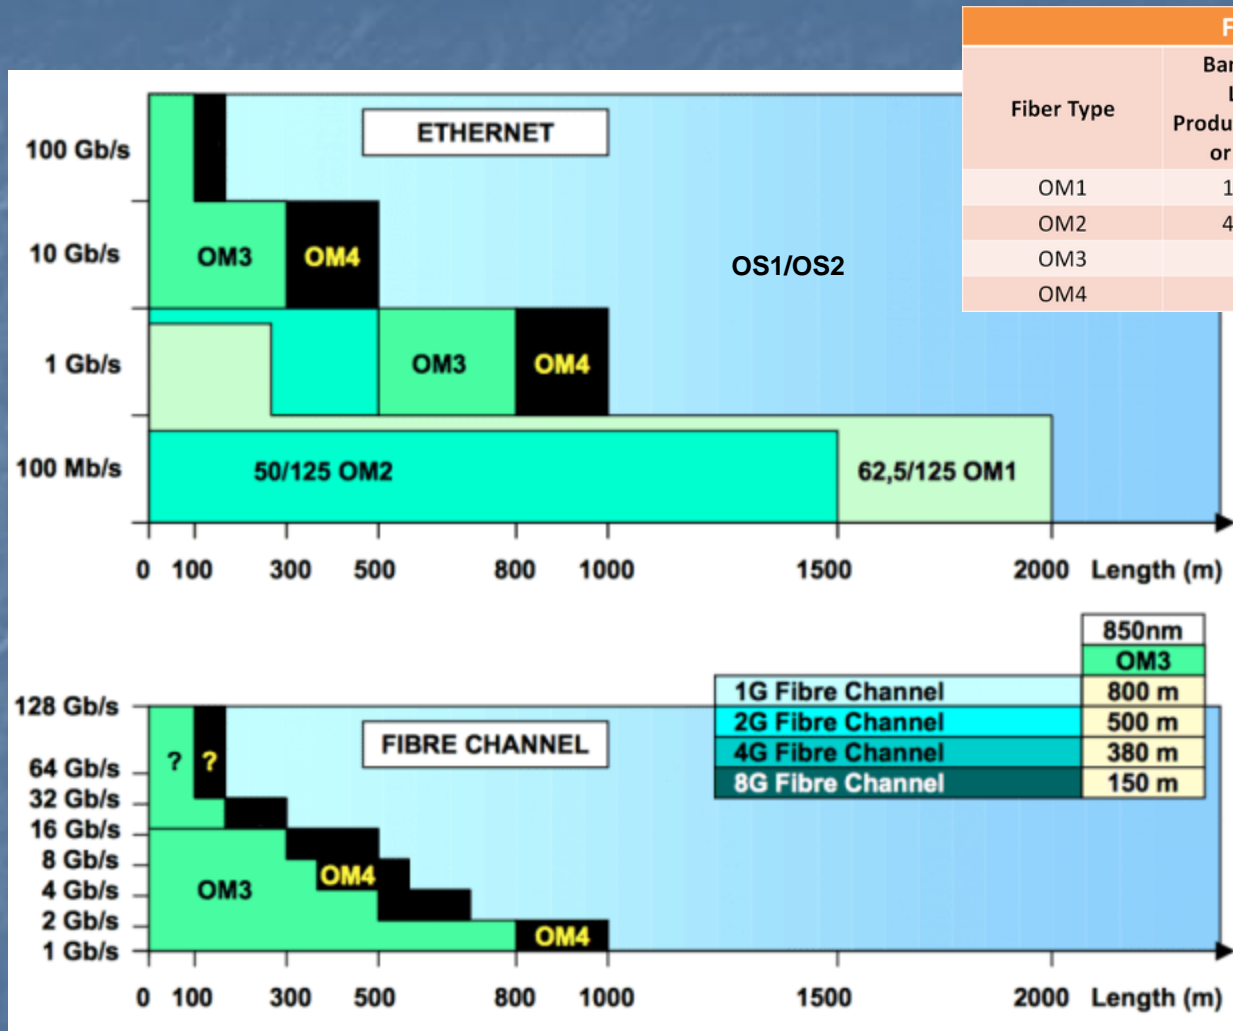 ETHERNET
100 Gb/s
10 Gb/s
OM3
OM4
OS1/OS2
1 Gb/s
OM3
OM4
100 Mb/s
50/125 OM2
62,5/125 OM1
0 100 300 500 800 1000 1500 2000 Length (m)
Fiber Type
or
OM1 1
OM2 4
OM3
OM4
850nm
OM3
1G Fibre Channel 800 m
2G Fibre Channel 500 m
4G Fibre Channel 380 m
8G Fibre Channel 150 m
FIBRE CHANNEL
128 Gb/s
? ?
64 Gb/s
32 Gb/s
16 Gb/s
8 Gb/s
OM4
4 Gb/s
OM3
2 Gb/s
OM4
1 Gb/s
0 100 300 500 800 1000 1500 2000 Length (m)